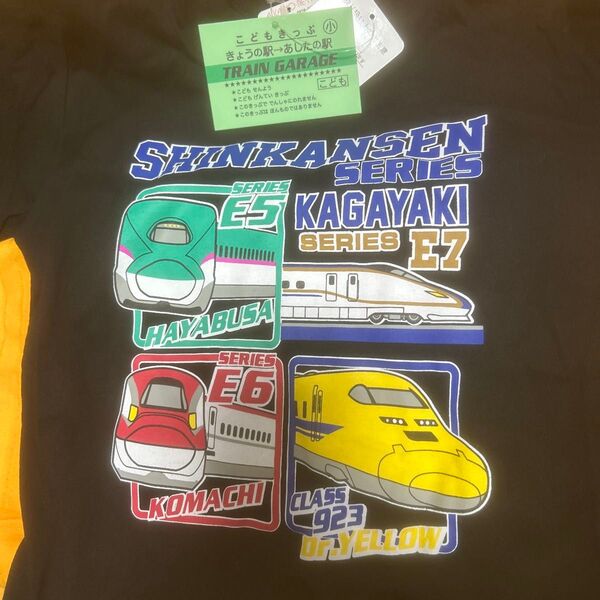 こどもきっぷ 小
きょうの駅→あしたの駅
TRAIN GARAGE
★こども せんよう
★こども げんてい きっぷ
★このきっぷで でんしゃにのれません
★このきっぷは ほんものではありません
こども
SHINKANSEN
SERIES
SERIES
E5
HAYABUSA
KAGAYAKI
SERIES E7
SERIES
E6
KOMACHI
CLASS
923
DR.YELLOW